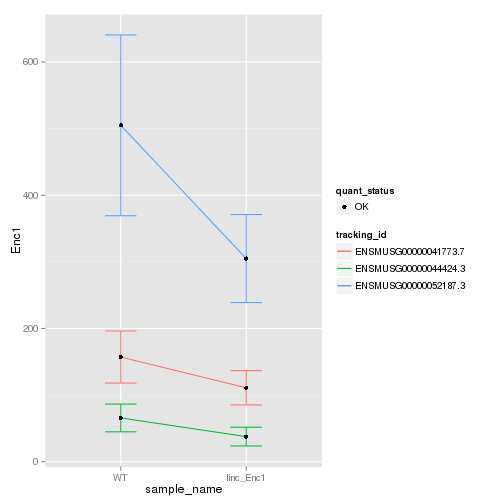 600
400
200
0
Enc1
WT
linc_Enc1
sample_name
quant_status
OK
tracking_id
ENSMUSG00000041773.7
ENSMUSG00000044424.3
ENSMUSG00000052187.3